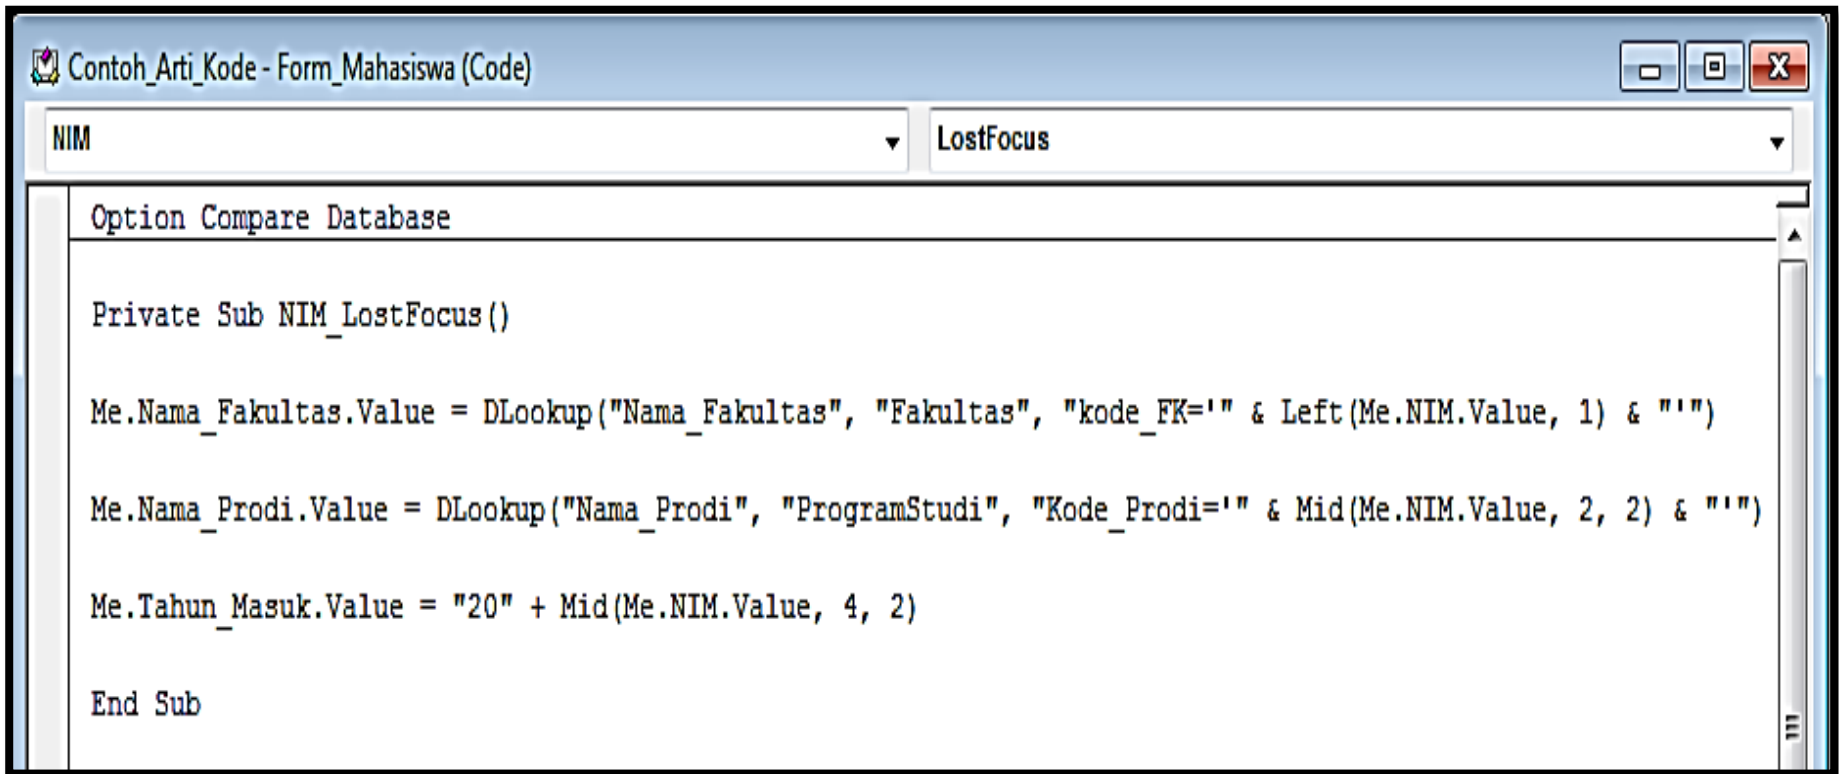 Contoh_Arti_Kode - Form_Mahasiswa (Code)
NIM
LostFocus
Option Compare Database
Private Sub NIM_LostFocus()
Me.Nama_Fakultas.Value = DLookup("Nama_Fakultas", "Fakultas", "kode_FK='" & Left(Me.NIM.Value, 1) & "'")
Me.Nama_Prodi.Value = DLookup("Nama_Prodi", "ProgramStudi", "Kode_Prodi='" & Mid(Me.NIM.Value, 2, 2) & "'")
Me.Tahun_Masuk.Value = "20" + Mid(Me.NIM.Value, 4, 2)
End Sub